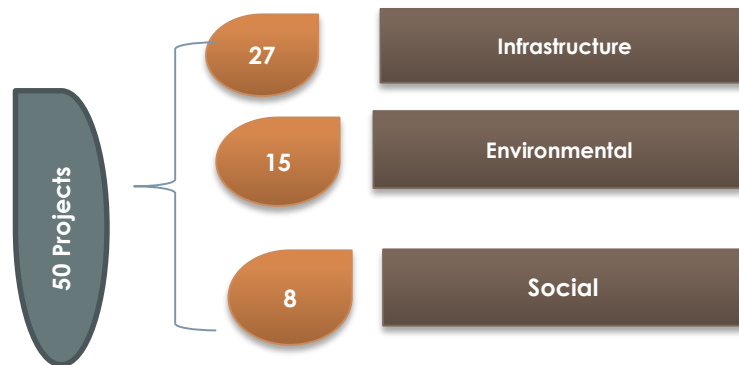 50 Projects
27
Infrastructure
15
Environmental
8
Social